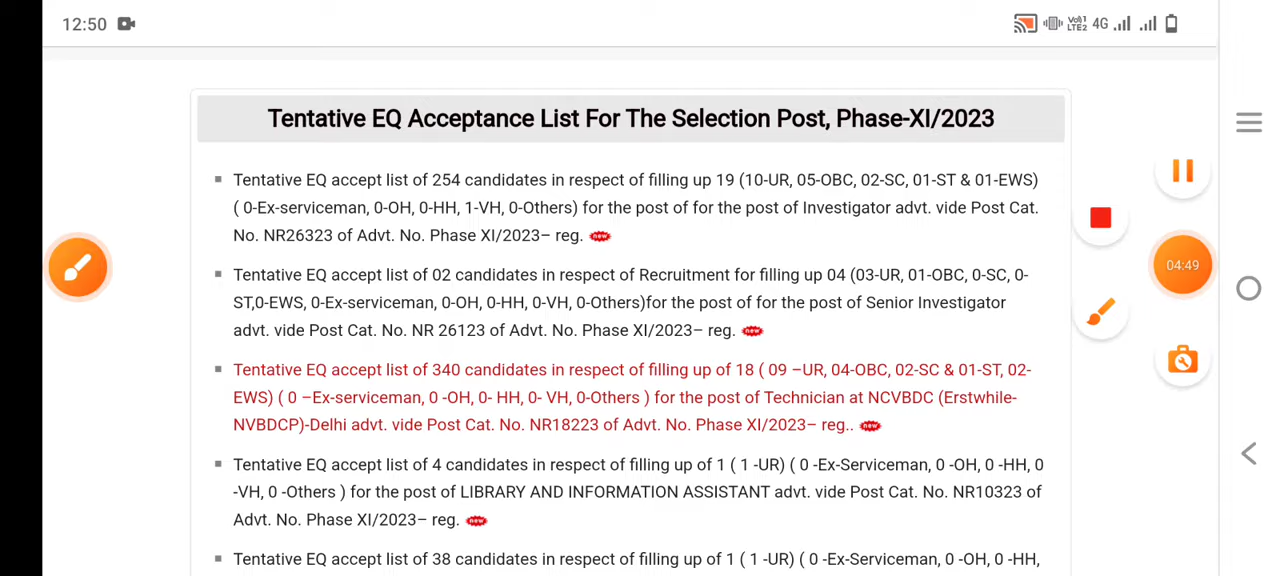 12:50
Vo)) 1
LTE2
4G
Tentative EQ Acceptance List For The Selection Post, Phase-XI/2023
Tentative EQ accept list of 254 candidates in respect of filling up 19 (10-UR, 05-OBC, 02-SC, 01-ST & 01-EWS)
( 0-Ex-serviceman, 0-OH, 0-HH, 1-VH, 0-Others) for the post of for the post of Investigator advt. vide Post Cat.
No. NR26323 of Advt. No. Phase XI/2023– reg. new
Tentative EQ accept list of 02 candidates in respect of Recruitment for filling up 04 (03-UR, 01-OBC, 0-SC, 0-
ST,0-EWS, 0-Ex-serviceman, 0-OH, 0-HH, 0-VH, 0-Others)for the post of for the post of Senior Investigator
advt. vide Post Cat. No. NR 26123 of Advt. No. Phase XI/2023– reg. new
Tentative EQ accept list of 340 candidates in respect of filling up of 18 ( 09 –UR, 04-OBC, 02-SC & 01-ST, 02-
EWS) ( 0 –Ex-serviceman, 0 -OH, 0- HH, 0- VH, 0-Others ) for the post of Technician at NCVBDC (Erstwhile-
NVBDCP)-Delhi advt. vide Post Cat. No. NR18223 of Advt. No. Phase XI/2023– reg.. new
Tentative EQ accept list of 4 candidates in respect of filling up of 1 ( 1 -UR) ( 0 -Ex-Serviceman, 0 -OH, 0 -HH, 0
-VH, 0 -Others ) for the post of LIBRARY AND INFORMATION ASSISTANT advt. vide Post Cat. No. NR10323 of
Advt. No. Phase XI/2023– reg. new
Tentative EQ accept list of 38 candidates in respect of filling up of 1 ( 1 -UR) ( 0 -Ex-Serviceman, 0 -OH, 0 -HH,
04:49